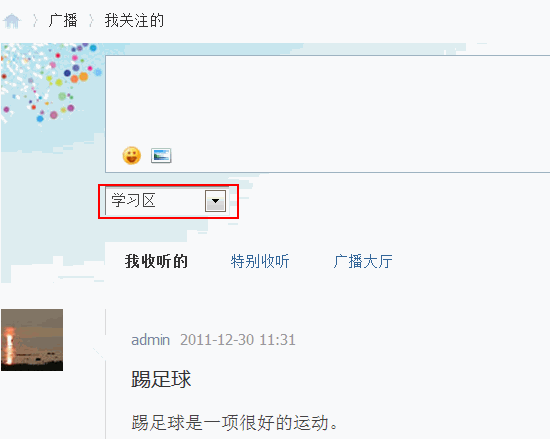 广播 〉 我关注的
学习区
我收听的 特别收听 广播大厅
admin 2011-12-30 11:31
踢足球
踢足球是一项很好的运动。